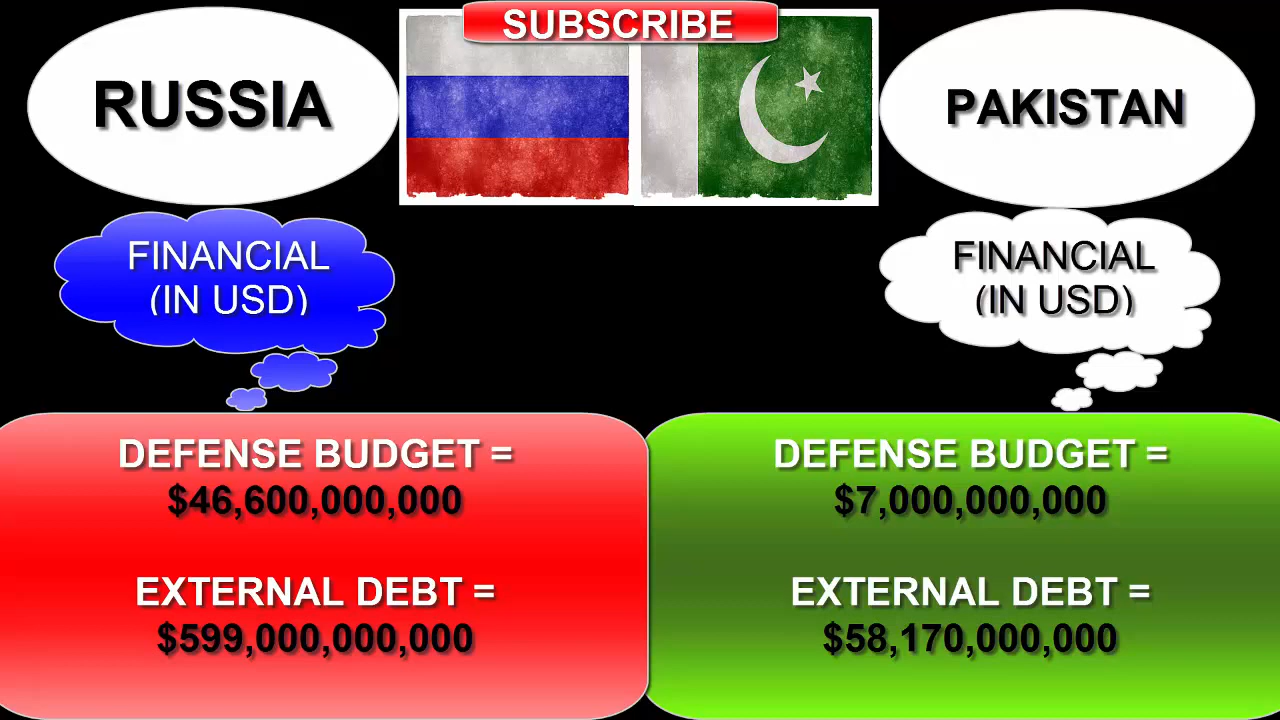 SUBSCRIBE
RUSSIA
PAKISTAN
FINANCIAL
(IN USD)
FINANCIAL
(IN USD)
DEFENSE BUDGET =
$46,600,000,000
EXTERNAL DEBT =
$599,000,000,000
DEFENSE BUDGET =
$7,000,000,000
EXTERNAL DEBT =
$58,170,000,000